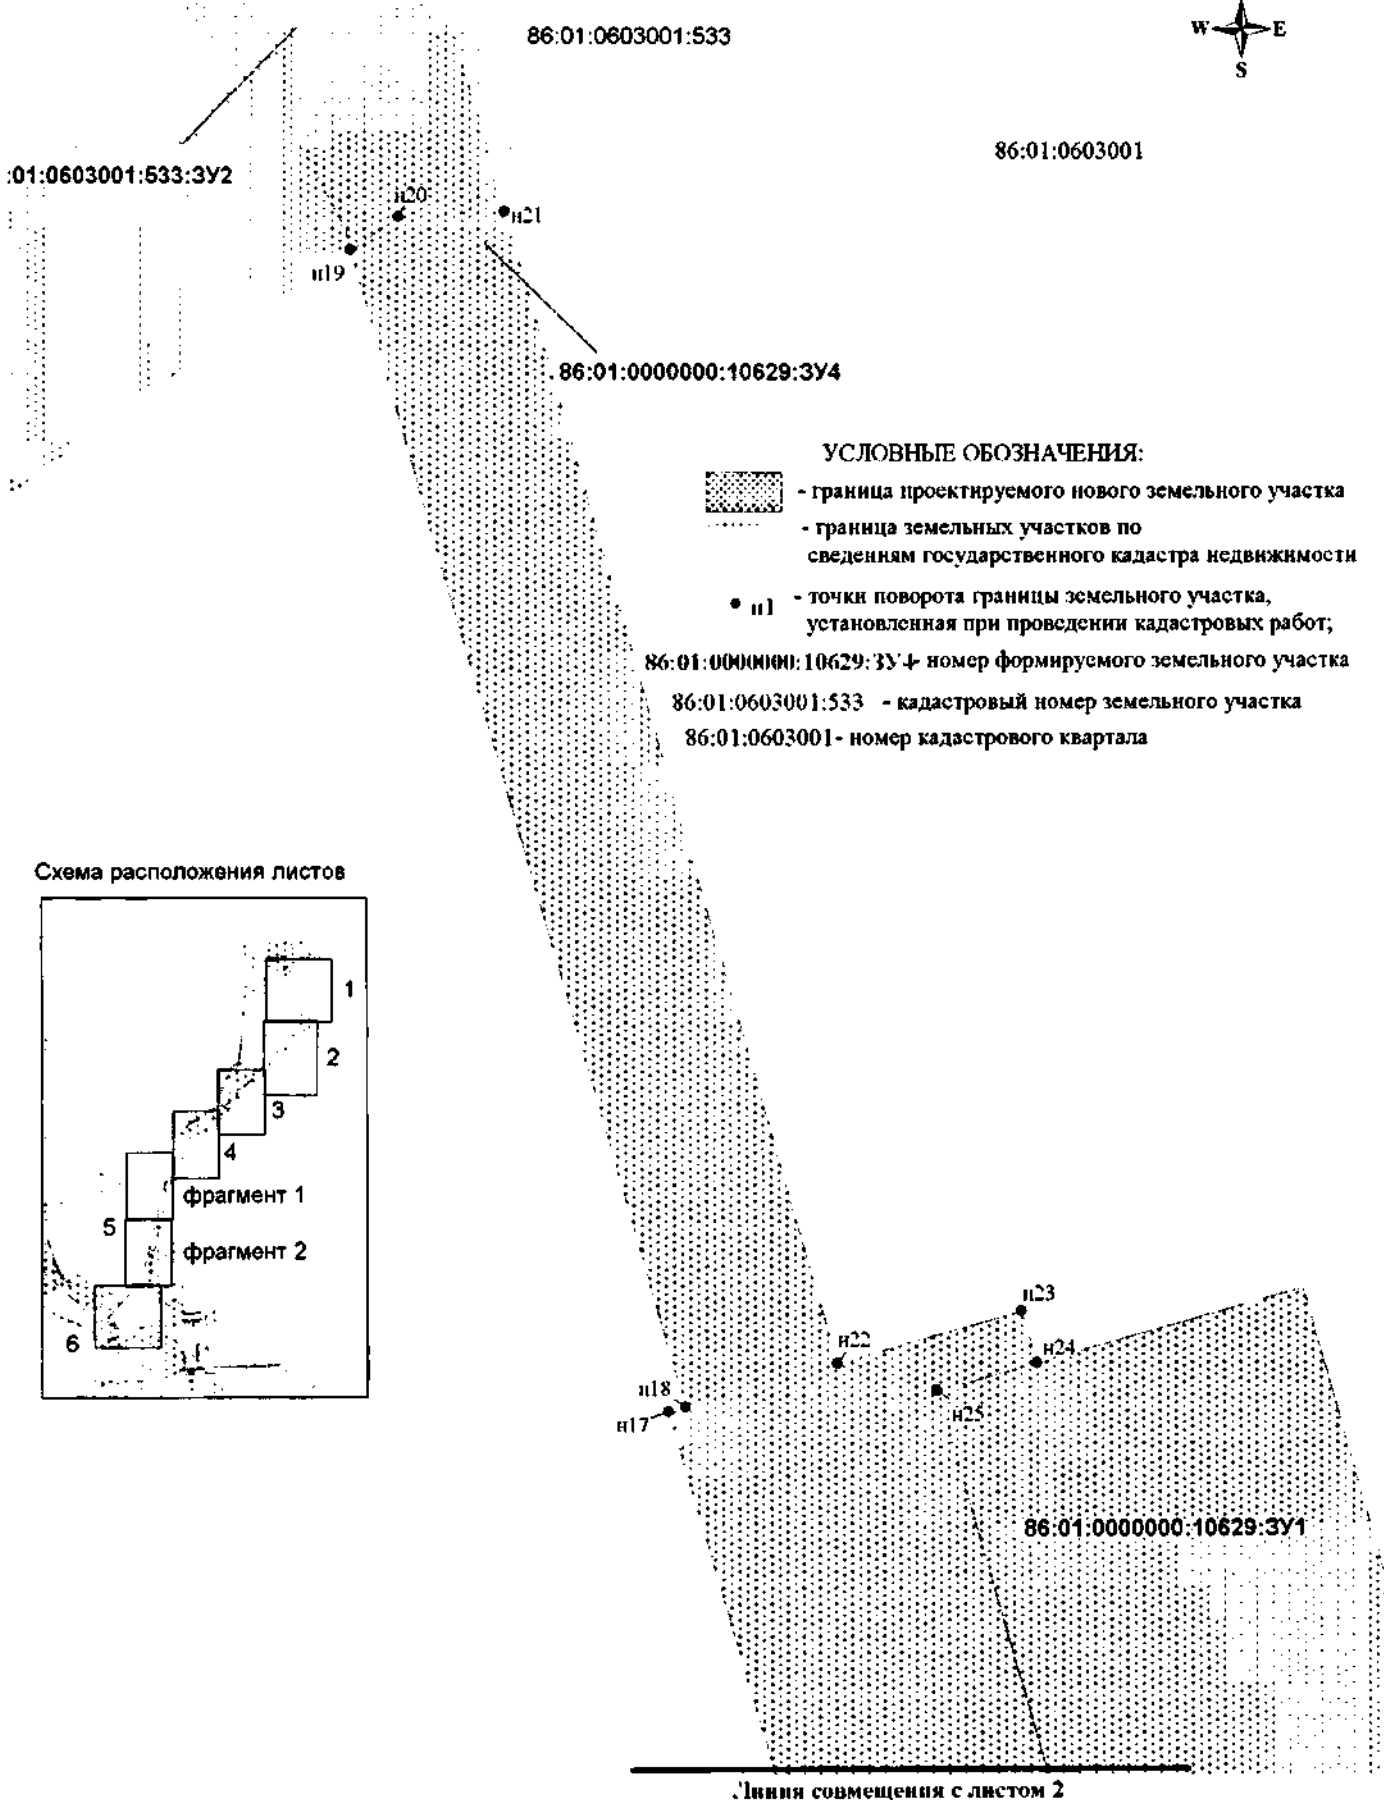 86:01:0603001:533
W E
S
86:01:0603001
:01:0603001:533:ЗУ2
н20
н21
н19
86:01:0000000:10629:ЗУ4
УСЛОВНЫЕ ОБОЗНАЧЕНИЯ:
- граница проектируемого нового земельного участка
- граница земельных участков по
сведениям государственного кадастра недвижимости
н1 - точки поворота границы земельного участка,
установленная при проведении кадастровых работ;
86:01:0000000:10629:ЗУ4- номер формируемого земельного участка
86:01:0603001:533 - кадастровый номер земельного участка
86:01:0603001- номер кадастрового квартала
Схема расположения листов
1
2
3
4
фрагмент 1
5
фрагмент 2
6
н23
н22
н24
н18
н25
н17
86:01:0000000:10629:ЗУ1
Линия совмещения с листом 2